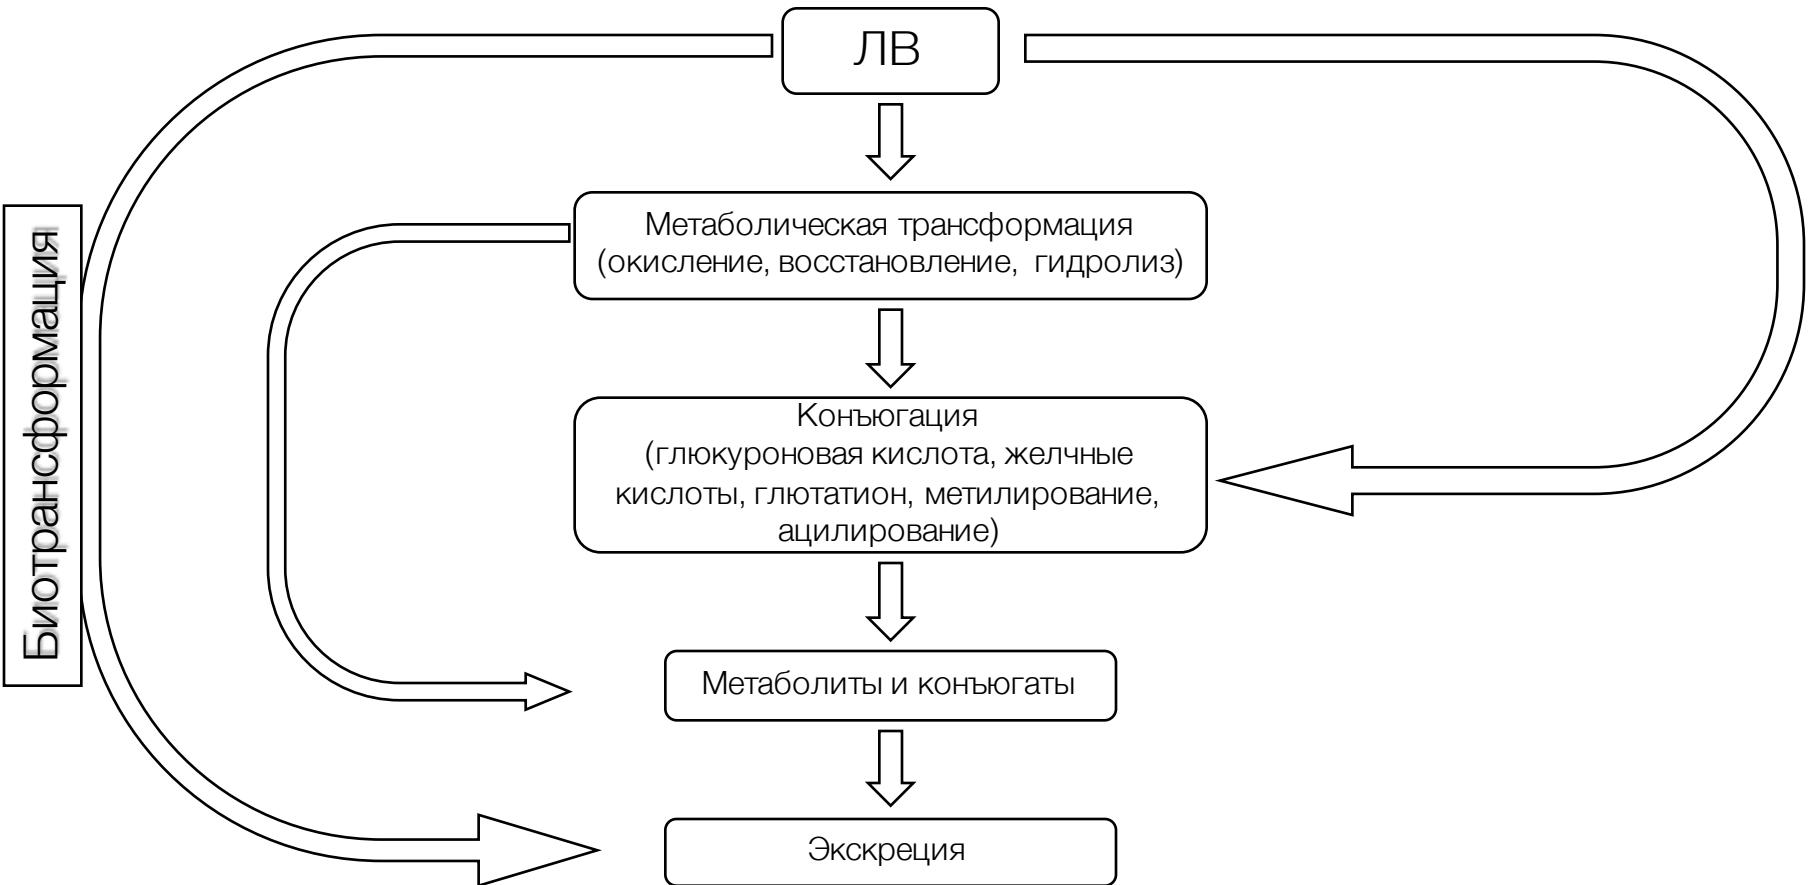 ЛВ
Биотрансформация
Метаболическая трансформация
(окисление, восстановление, гидролиз)
Конъюгация
(глюкуроновая кислота, желчные
кислоты, глютатион, метилирование,
ацилирование)
Метаболиты и конъюгаты
Экскреция